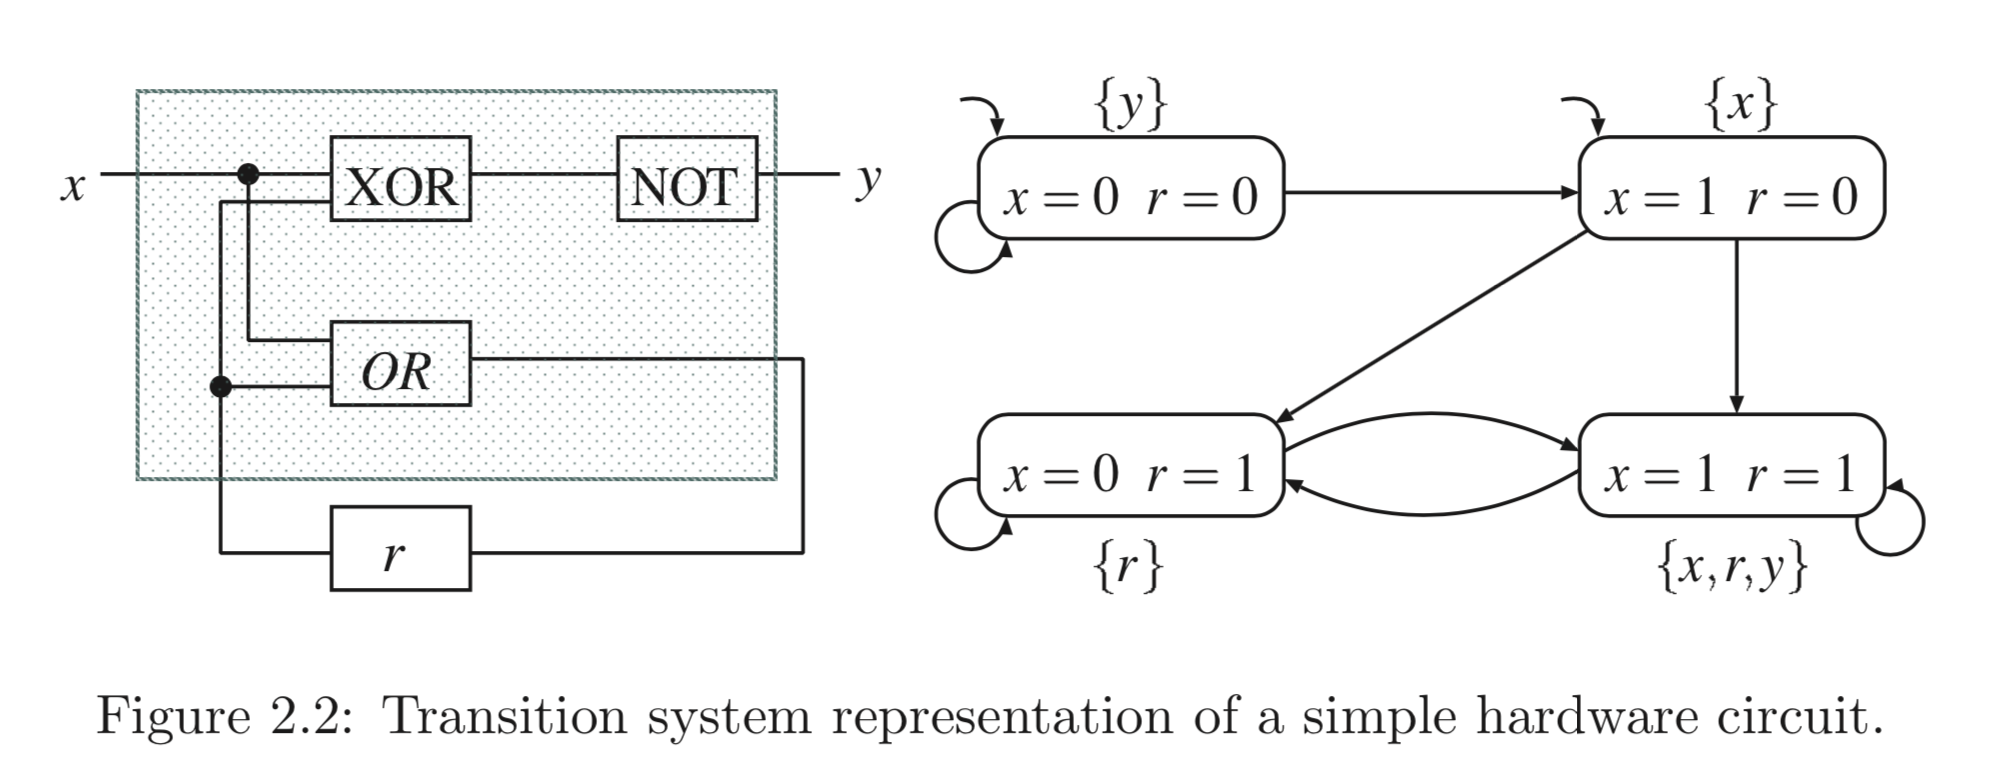 {y} {x}
x XOR NOT y
x = 0 r = 0 x = 1 r = 0
OR
x = 0 r = 1 x = 1 r = 1
r
{r} {x, r, y}
Figure 2.2: Transition system representation of a simple hardware circuit.